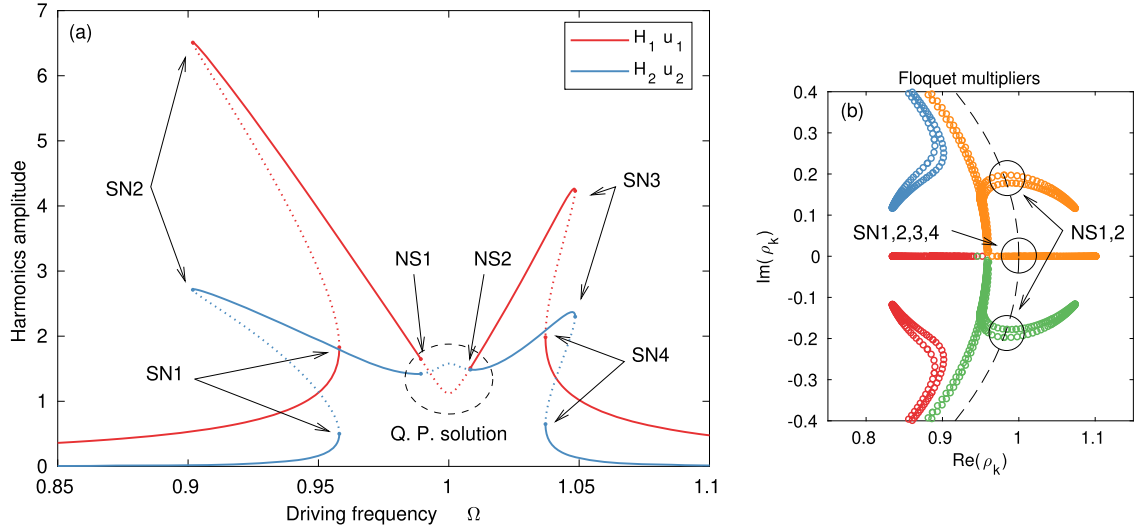 (a)
H1 u1
H2 u2
7
6
5
4
3
2
1
0
Harmonics amplitude
SN2
SN3
NS1
NS2
SN1
SN4
Q. P. solution
0.85
0.9
0.95
1
1.05
1.1
Driving frequency Ω
Floquet multipliers
(b)
0.4
0.3
0.2
0.1
0
-0.1
-0.2
-0.3
-0.4
Im(ρk)
SN1,2,3,4
NS1,2
0.8
0.9
1
1.1
Re(ρk)